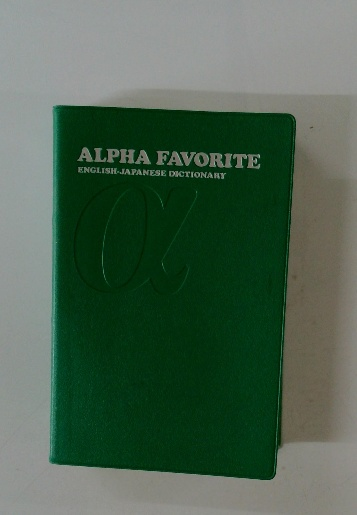 ALPHA FAVORITE
ENGLISH-JAPANESE DICTIONARY
α